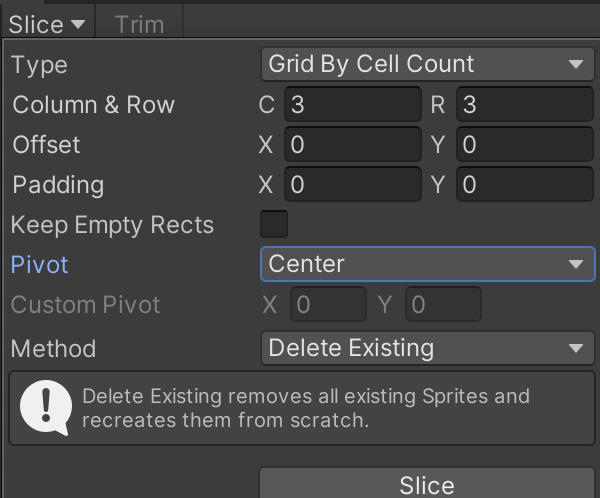 Slice Trim
Type Grid By Cell Count
Column & Row C 3 R 3
Offset X 0 Y 0
Padding X 0 Y 0
Keep Empty Rects
Pivot Center
Custom Pivot X 0 Y 0
Method Delete Existing
Delete Existing removes all existing Sprites and
recreates them from scratch.
Slice